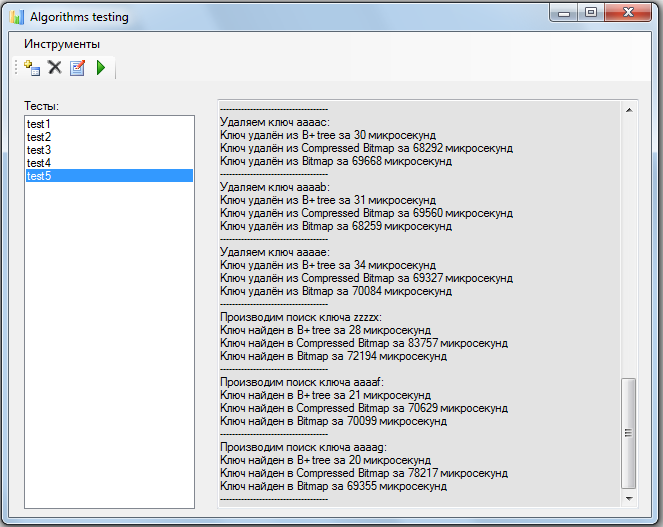 Algorithms testing
Инструменты
Тесты:
test1
test2
test3
test4
test5
------------------------------------
Удаляем ключ aaaac:
Ключ удалён из B+ tree за 30 микросекунд
Ключ удалён из Compressed Bitmap за 68292 микросекунд
Ключ удалён из Bitmap за 69668 микросекунд
------------------------------------
Удаляем ключ aaaab:
Ключ удалён из B+ tree за 31 микросекунд
Ключ удалён из Compressed Bitmap за 69560 микросекунд
Ключ удалён из Bitmap за 68259 микросекунд
------------------------------------
Удаляем ключ aaaae:
Ключ удалён из B+ tree за 34 микросекунд
Ключ удалён из Compressed Bitmap за 69327 микросекунд
Ключ удалён из Bitmap за 70084 микросекунд
------------------------------------
Производим поиск ключа zzzzx:
Ключ найден в B+ tree за 28 микросекунд
Ключ найден в Compressed Bitmap за 83757 микросекунд
Ключ найден в Bitmap за 72194 микросекунд
------------------------------------
Производим поиск ключа aaaaf:
Ключ найден в B+ tree за 21 микросекунд
Ключ найден в Compressed Bitmap за 70629 микросекунд
Ключ найден в Bitmap за 70099 микросекунд
------------------------------------
Производим поиск ключа aaaag:
Ключ найден в B+ tree за 20 микросекунд
Ключ найден в Compressed Bitmap за 78217 микросекунд
Ключ найден в Bitmap за 69355 микросекунд
------------------------------------